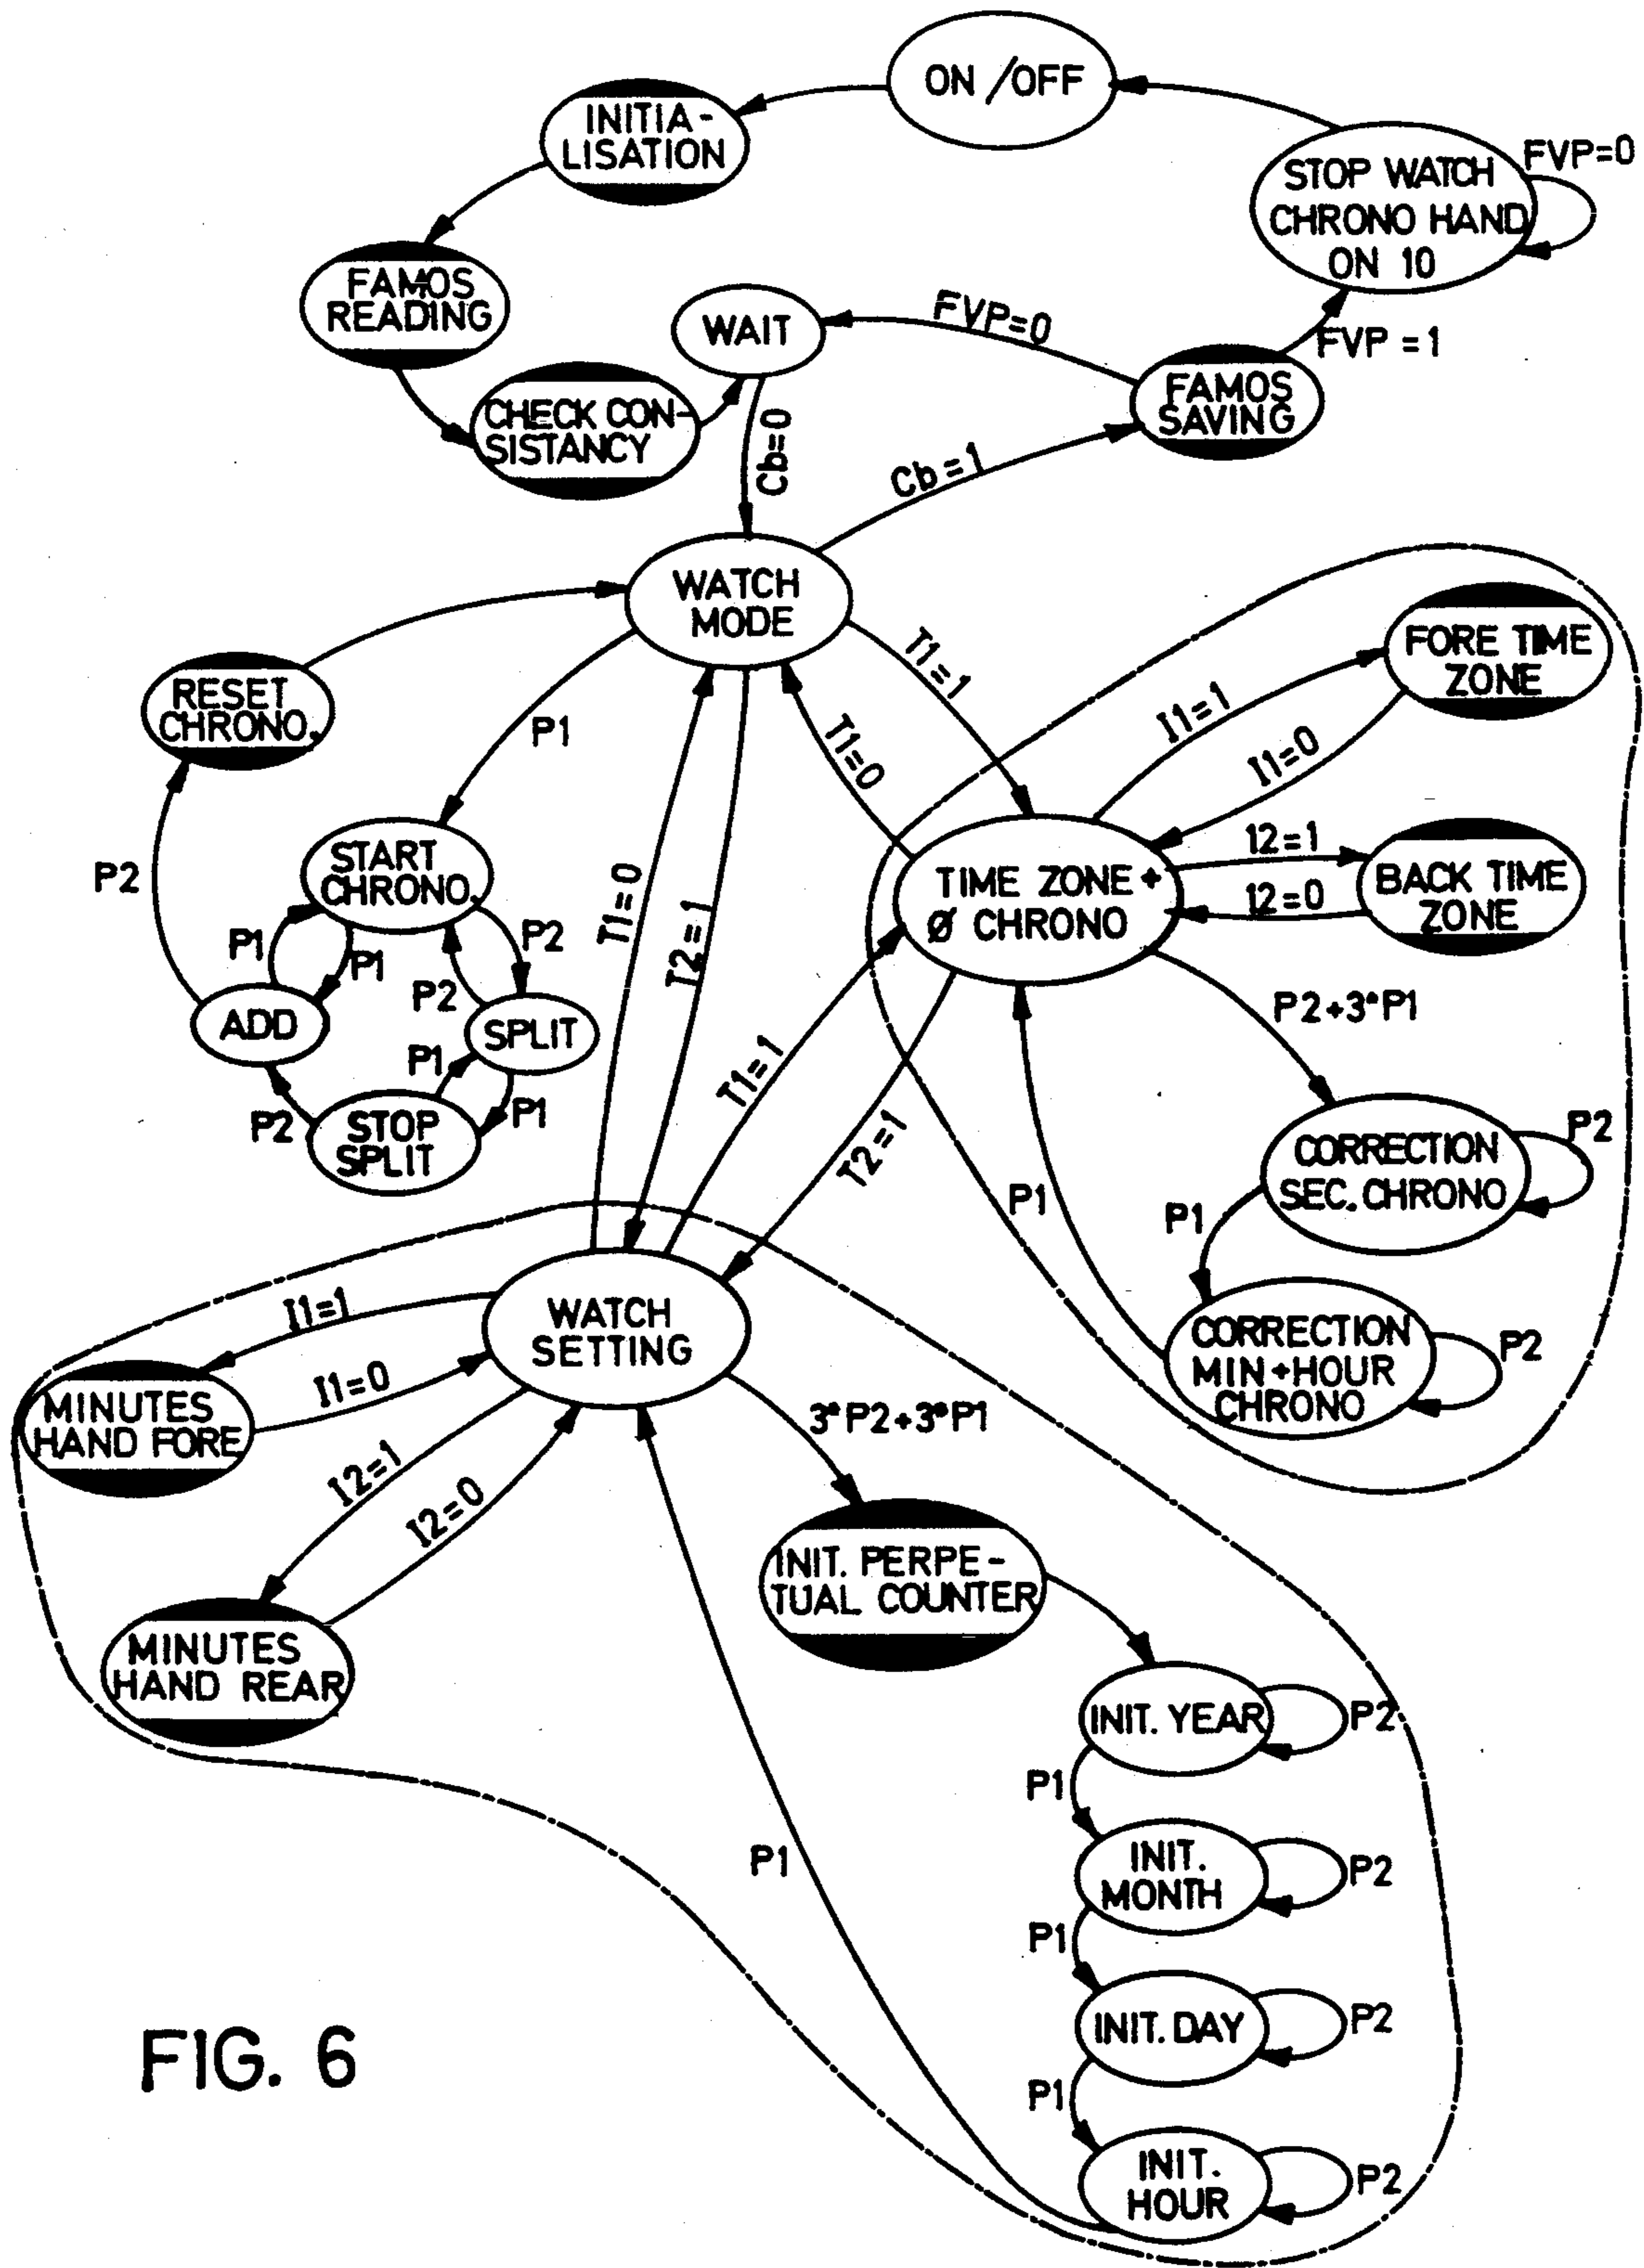 ON/OFF
INITIA-
LISATION
STOP WATCH
CHRONO HAND
ON 10
FVP=0
FAMOS
READING
WAIT
FVP=0
FVP =1
FAMOS
SAVING
CHECK CON-
SISTANCY
Cb=0
Cb=1
WATCH
MODE
T1=1
FORE TIME
ZONE
RESET
CHRONO.
P1
T1=0
I1=1
I1=0
START
CHRONO.
P2
TIME ZONE +
Ø CHRONO
I2=1
I2=0
BACK TIME
ZONE
T1=0
T2=1
P1
P1
P2
P2
ADD
SPLIT
P1
P1
P2
STOP
SPLIT
T1=1
T2=1
P2+3*P1
P1
CORRECTION
SEC. CHRONO
P2
P1
CORRECTION
MIN+HOUR
CHRONO
P2
WATCH
SETTING
I1=1
I1=0
MINUTES
HAND FORE
I2=1
I2=0
MINUTES
HAND REAR
3*P2+3*P1
INIT. PERPE-
TUAL COUNTER
INIT. YEAR
P2
P1
P1
INIT.
MONTH
P2
P1
INIT. DAY
P2
P1
INIT.
HOUR
P2
FIG. 6